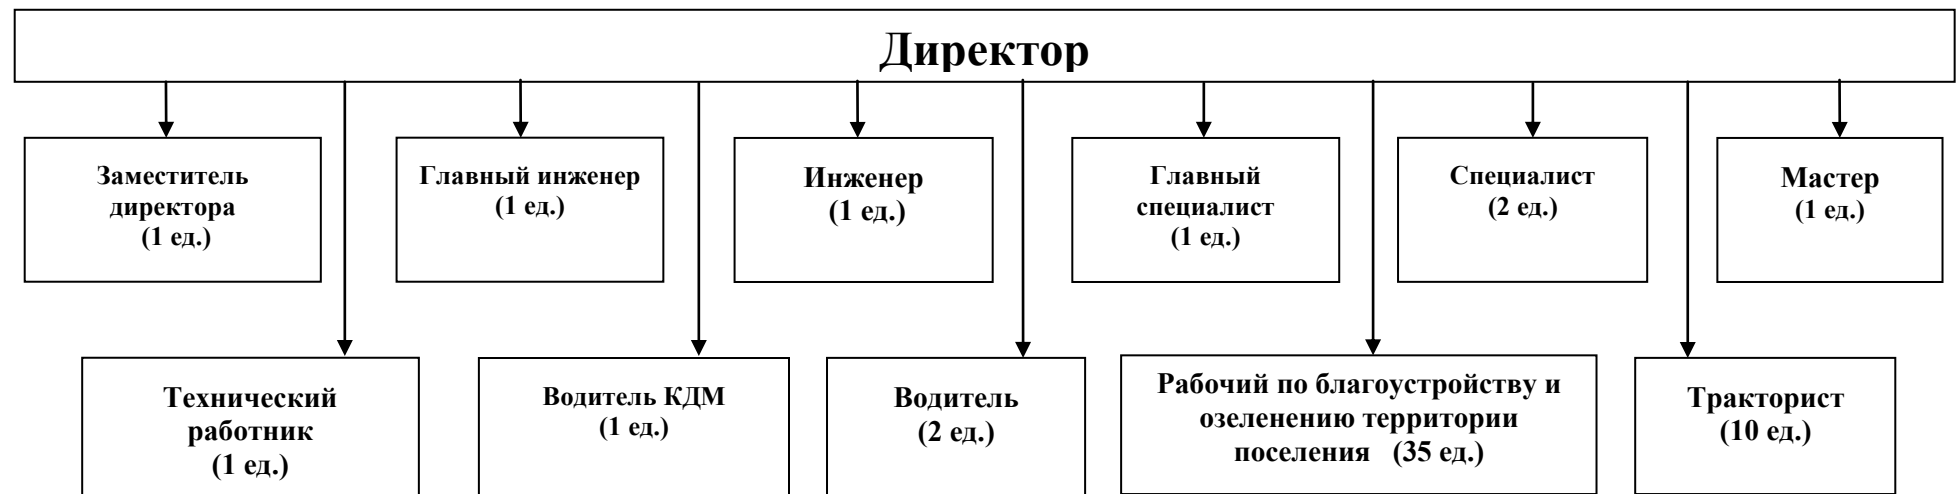 Директор
Заместитель
директора
(1 ед.)
Главный инженер
(1 ед.)
Инженер
(1 ед.)
Главный
специалист
(1 ед.)
Специалист
(2 ед.)
Мастер
(1 ед.)
Технический
работник
(1 ед.)
Водитель КДМ
(1 ед.)
Водитель
(2 ед.)
Рабочий по благоустройству и
озеленению территории
поселения (35 ед.)
Тракторист
(10 ед.)